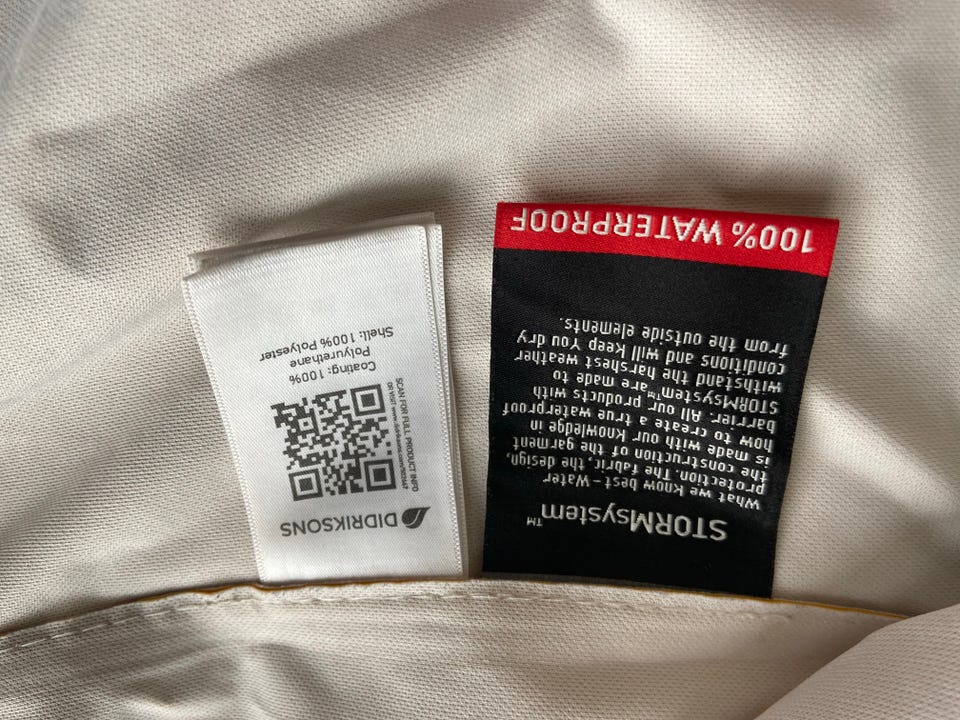 DIDRIKSONS
SCAN FOR FULL PRODUCT INFO
Coating: 100%
Polyurethane
Shell: 100% Polyester
STORMsystem™
What we Know best – Water
protection. The fabric, the design,
the construction of the garment
is made with our Knowledge in
how to create a true waterproof
barrier. All our products with
STORMsystem™ are made to
withstand the harshest weather
conditions and will Keep You dry
from the outside elements.
100% WATERPROOF